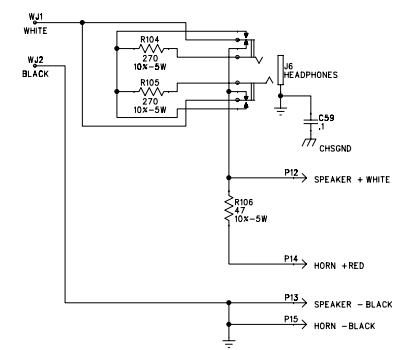 WJ1
WHITE
WJ2
BLACK
R104
270
10%-5W
R105
270
10%-5W
J6
HEADPHONES
C59
.1
CHSGND
P12
SPEAKER + WHITE
R106
47
10%-5W
P14
HORN +RED
P13
SPEAKER -BLACK
P15
HORN -BLACK